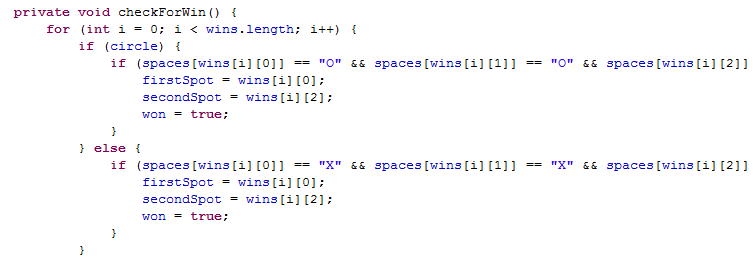 private void checkForWin() {
    for (int i = 0; i < wins.length; i++) {
        if (circle) {
            if (spaces[wins[i][0]] == "O" && spaces[wins[i][1]] == "O" && spaces[wins[i][2]]
                firstSpot = wins[i][0];
                secondSpot = wins[i][2];
                won = true;
            }
        } else {
            if (spaces[wins[i][0]] == "X" && spaces[wins[i][1]] == "X" && spaces[wins[i][2]]
                firstSpot = wins[i][0];
                secondSpot = wins[i][2];
                won = true;
            }
        }